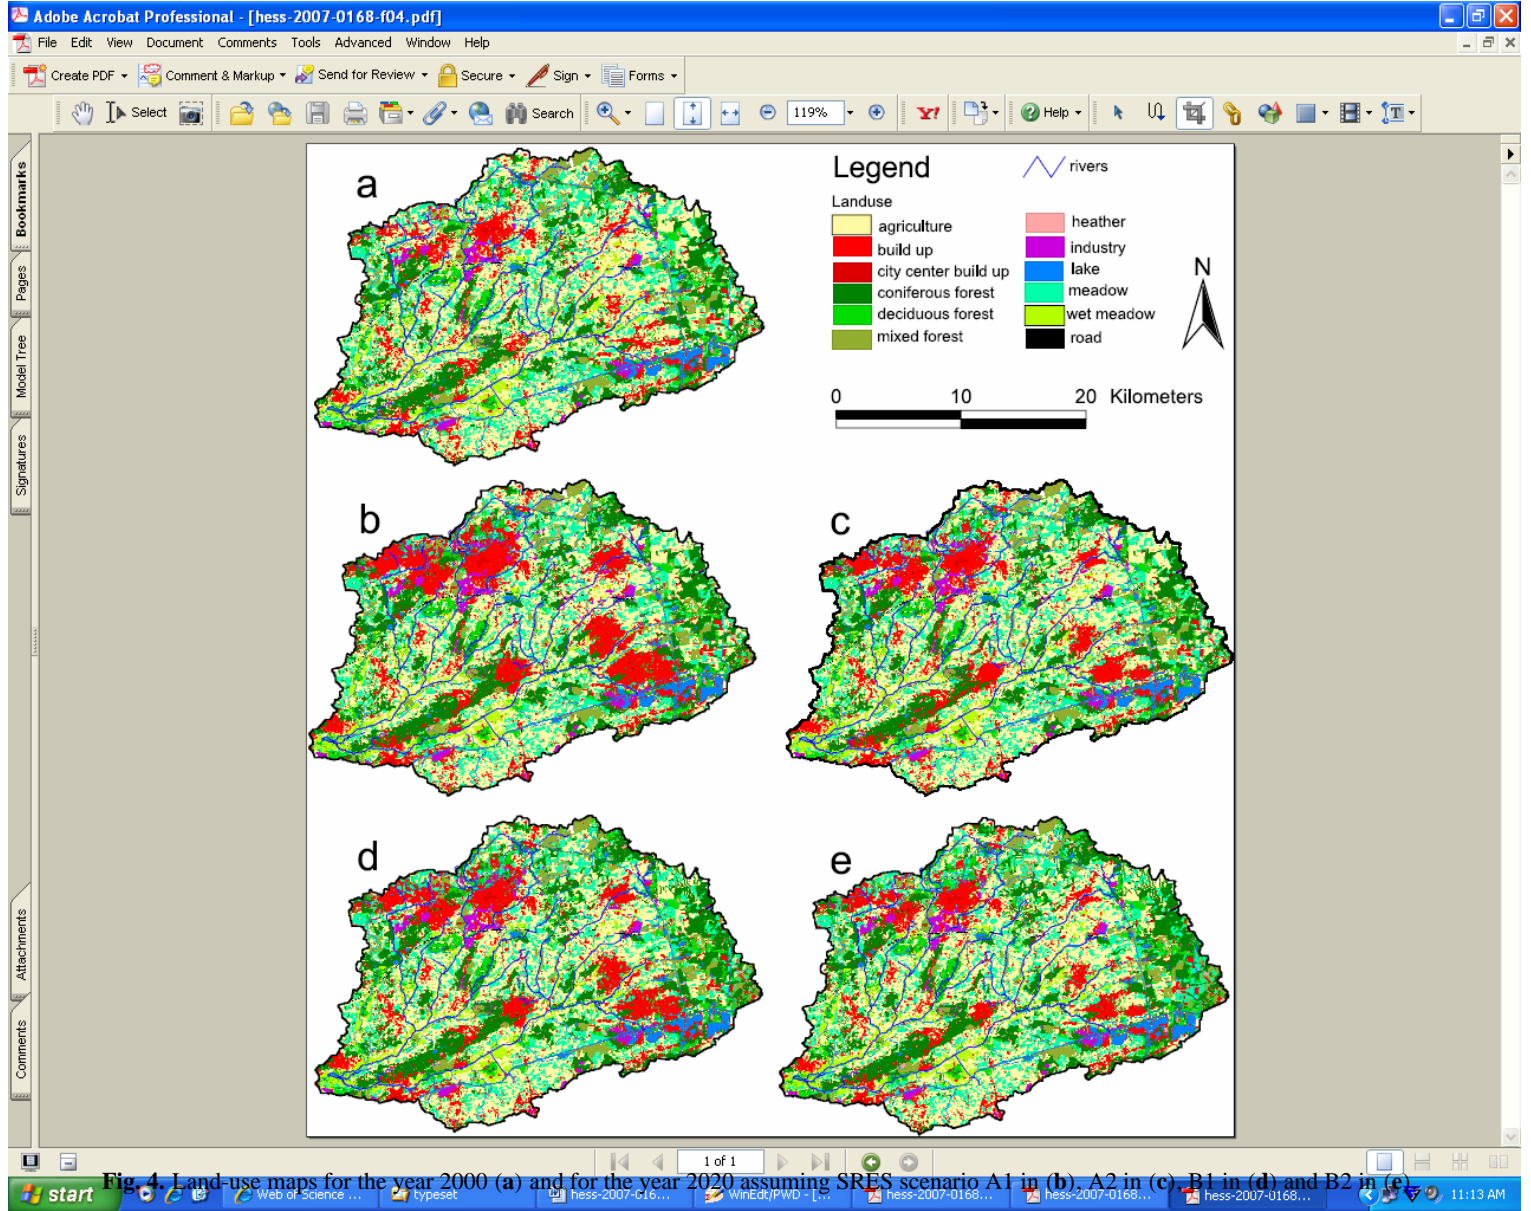 Adobe Acrobat Professional - [hess-2007-0168-f04.pdf]
File Edit View Document Comments Tools Advanced Window Help
Create PDF Comment & Markup Send for Review Secure Sign Forms
Select Search 119% Y! Help
Bookmarks
Pages
Model Tree
Signatures
Attachments
Comments
a
Legend
rivers
Landuse
agriculture
build up
city center build up
coniferous forest
deciduous forest
mixed forest
heather
industry
lake
meadow
wet meadow
road
N
0 10 20 Kilometers
b
c
d
e
1 of 1
Fig. 4. Land-use maps for the year 2000 (a) and for the year 2020 assuming SRES scenario A1 in (b), A2 in (c), B1 in (d) and B2 in (e)
start Web of Science ... typeset hess-2007-016... WinEdt/PWD - [... hess-2007-0168... hess-2007-0168... hess-2007-0168... 11:13 AM